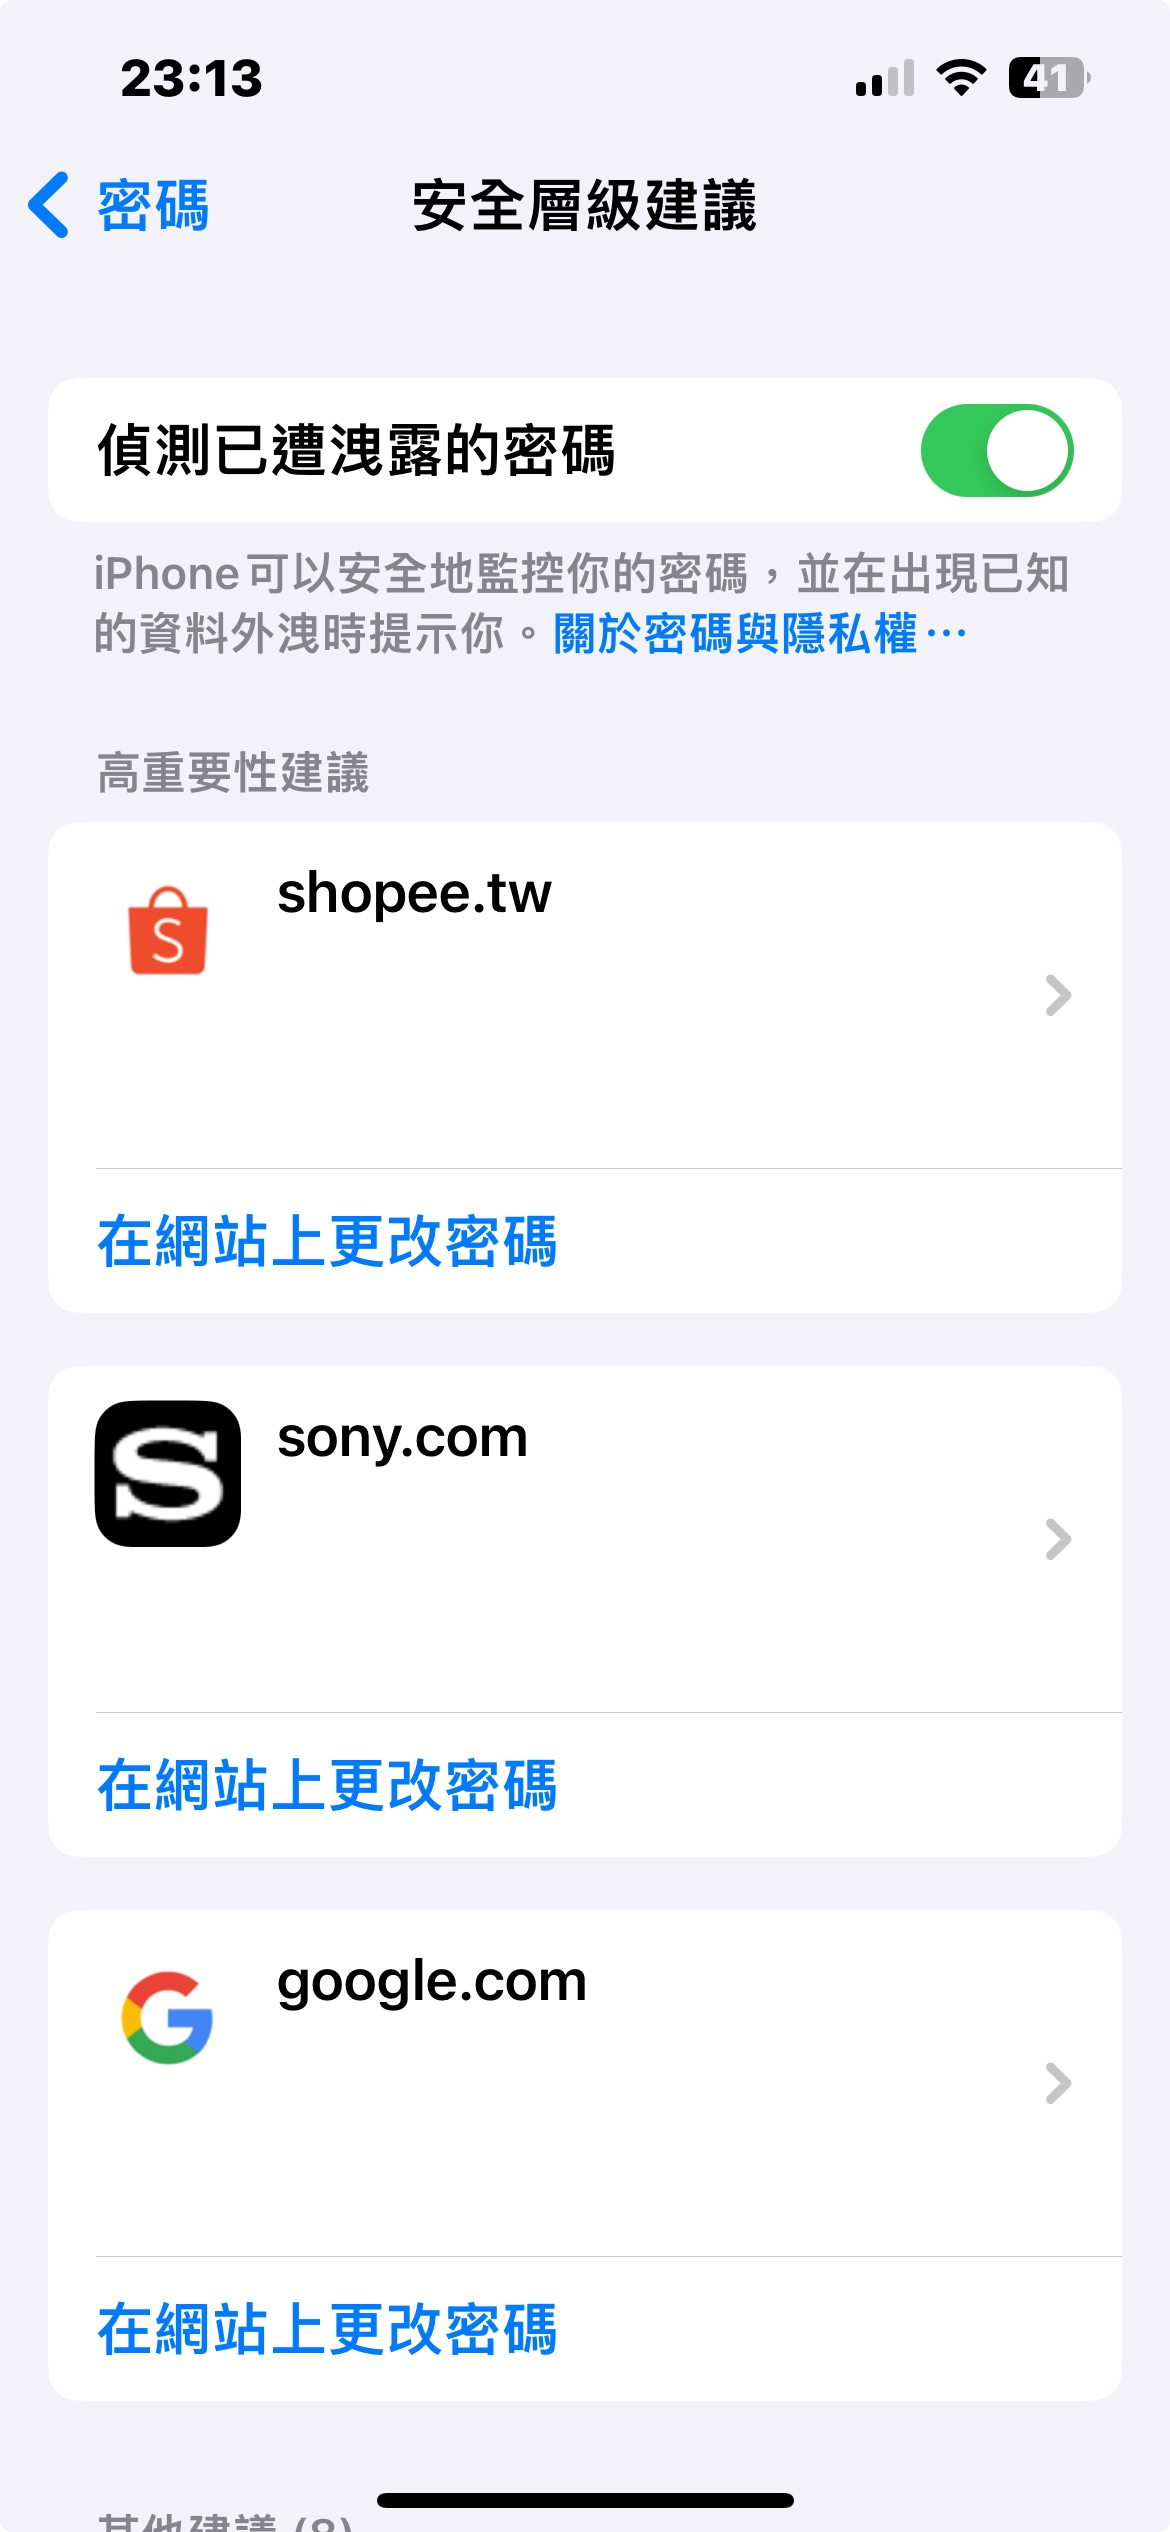 23:13
41
密碼
安全層級建議
偵測已遭洩露的密碼
iPhone可以安全地監控你的密碼，並在出現已知
的資料外洩時提示你。關於密碼與隱私權⋯
高重要性建議
shopee.tw
S
在網站上更改密碼
S
sony.com
在網站上更改密碼
G
google.com
在網站上更改密碼
其他建議 (8)